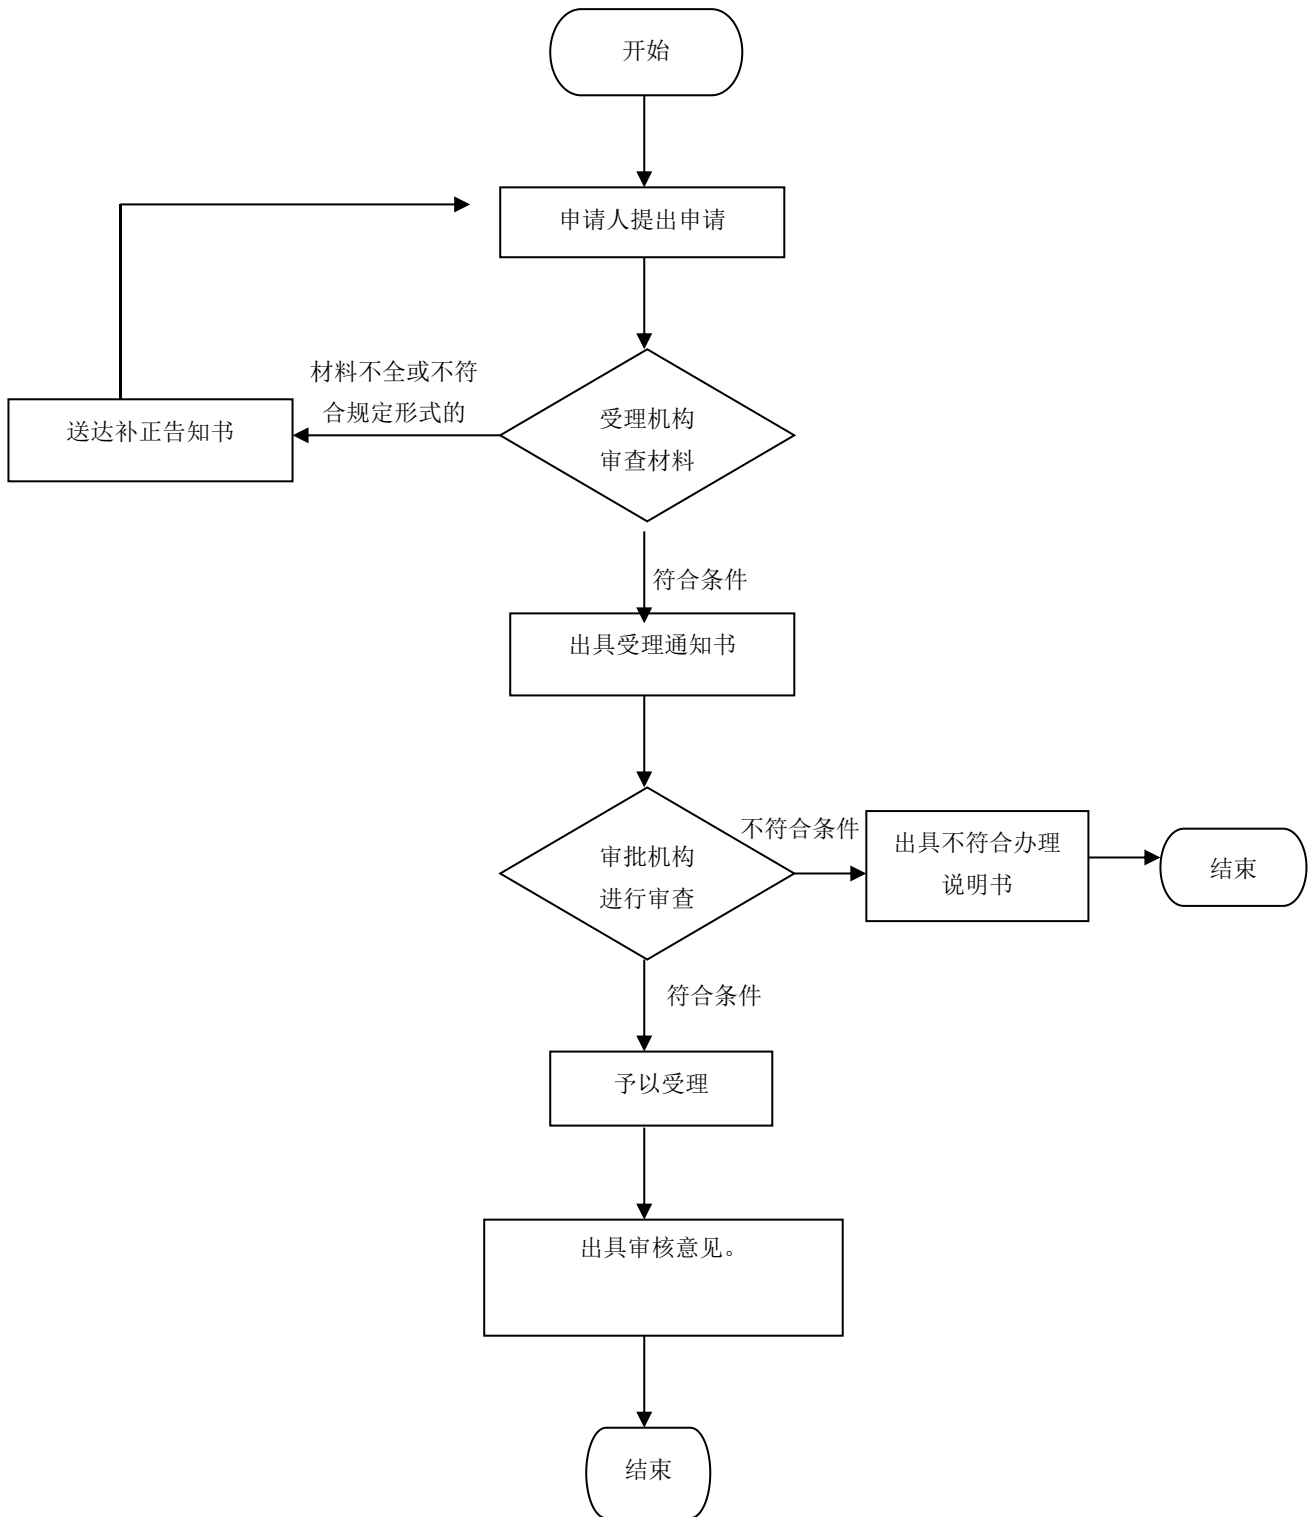 开始
申请人提出申请
材料不全或不符
合规定形式的
送达补正告知书
受理机构
审查材料
符合条件
出具受理通知书
不符合条件
审批机构
进行审查
出具不符合办理
说明书
结束
符合条件
予以受理
出具审核意见。
结束